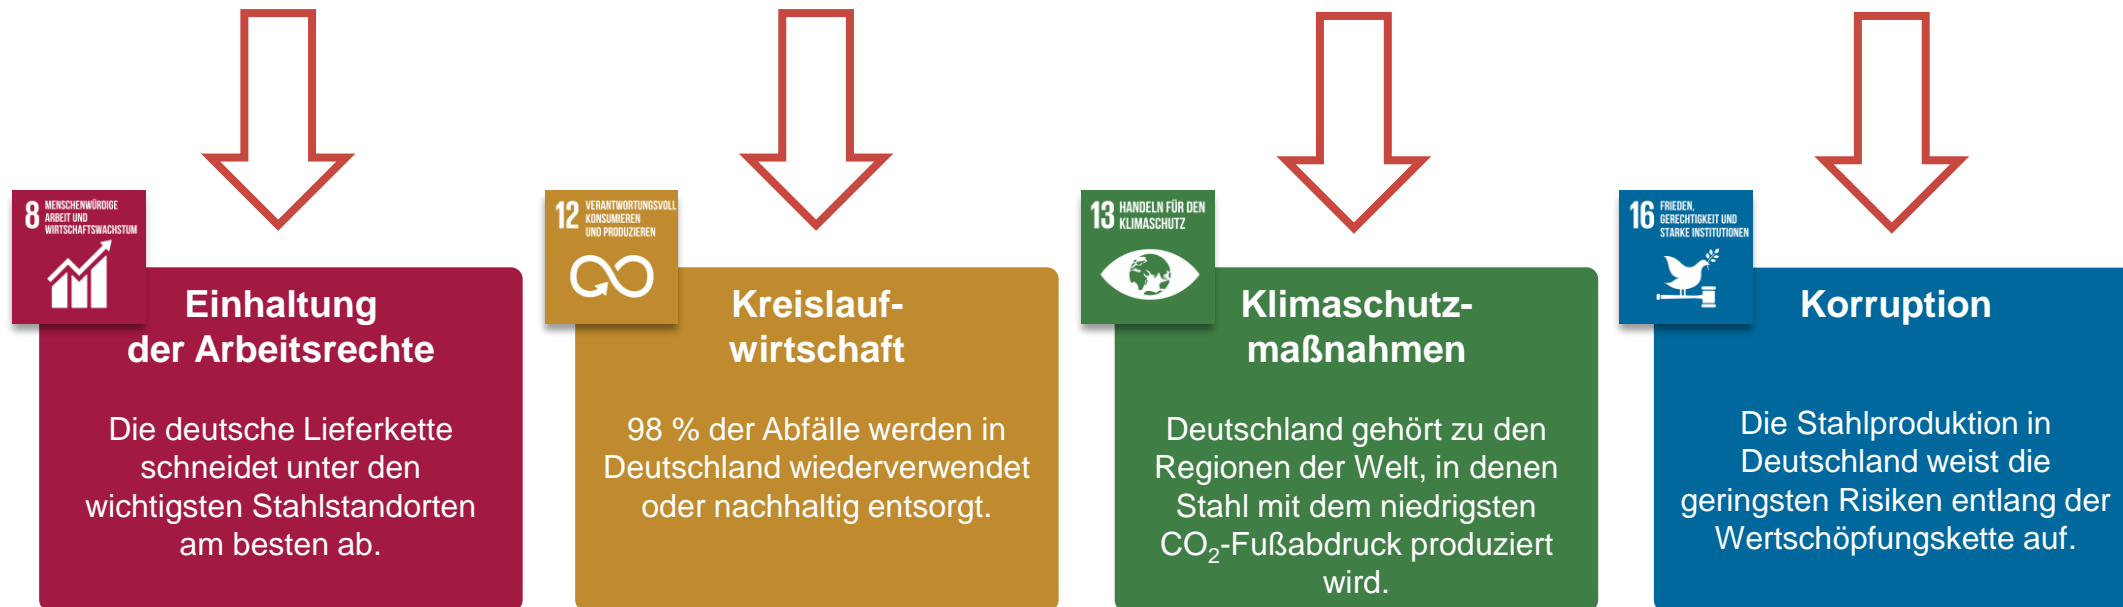 8 MENSCHENWÜRDIGE
ARBEIT UND
WIRTSCHAFTSWACHSTUM
Einhaltung
der Arbeitsrechte
Die deutsche Lieferkette
schneidet unter den
wichtigsten Stahlstandorten
am besten ab.
12 VERANTWORTUNGSVOLL
KONSUMIEREN
UND PRODUZIEREN
Kreislauf-
wirtschaft
98 % der Abfälle werden in
Deutschland wiederverwendet
oder nachhaltig entsorgt.
13 HANDELN FÜR DEN
KLIMASCHUTZ
Klimaschutz-
maßnahmen
Deutschland gehört zu den
Regionen der Welt, in denen
Stahl mit dem niedrigsten
CO₂-Fußabdruck produziert
wird.
16 FRIEDEN,
GERECHTIGKEIT UND
STARKE INSTITUTIONEN
Korruption
Die Stahlproduktion in
Deutschland weist die
geringsten Risiken entlang der
Wertschöpfungskette auf.